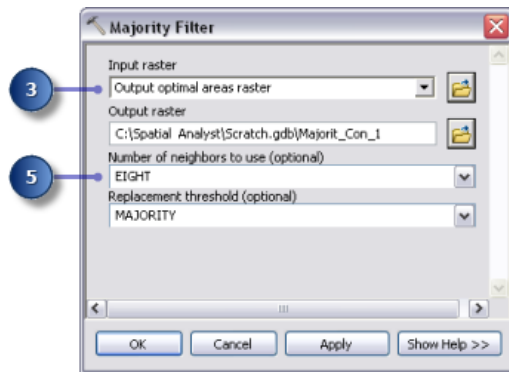 Majority Filter
Input raster
3
Output optimal areas raster
Output raster
C:\Spatial Analyst\Scratch.gdb\Majorit_Con_1
Number of neighbors to use (optional)
5
EIGHT
Replacement threshold (optional)
MAJORITY
OK Cancel Apply Show Help >>